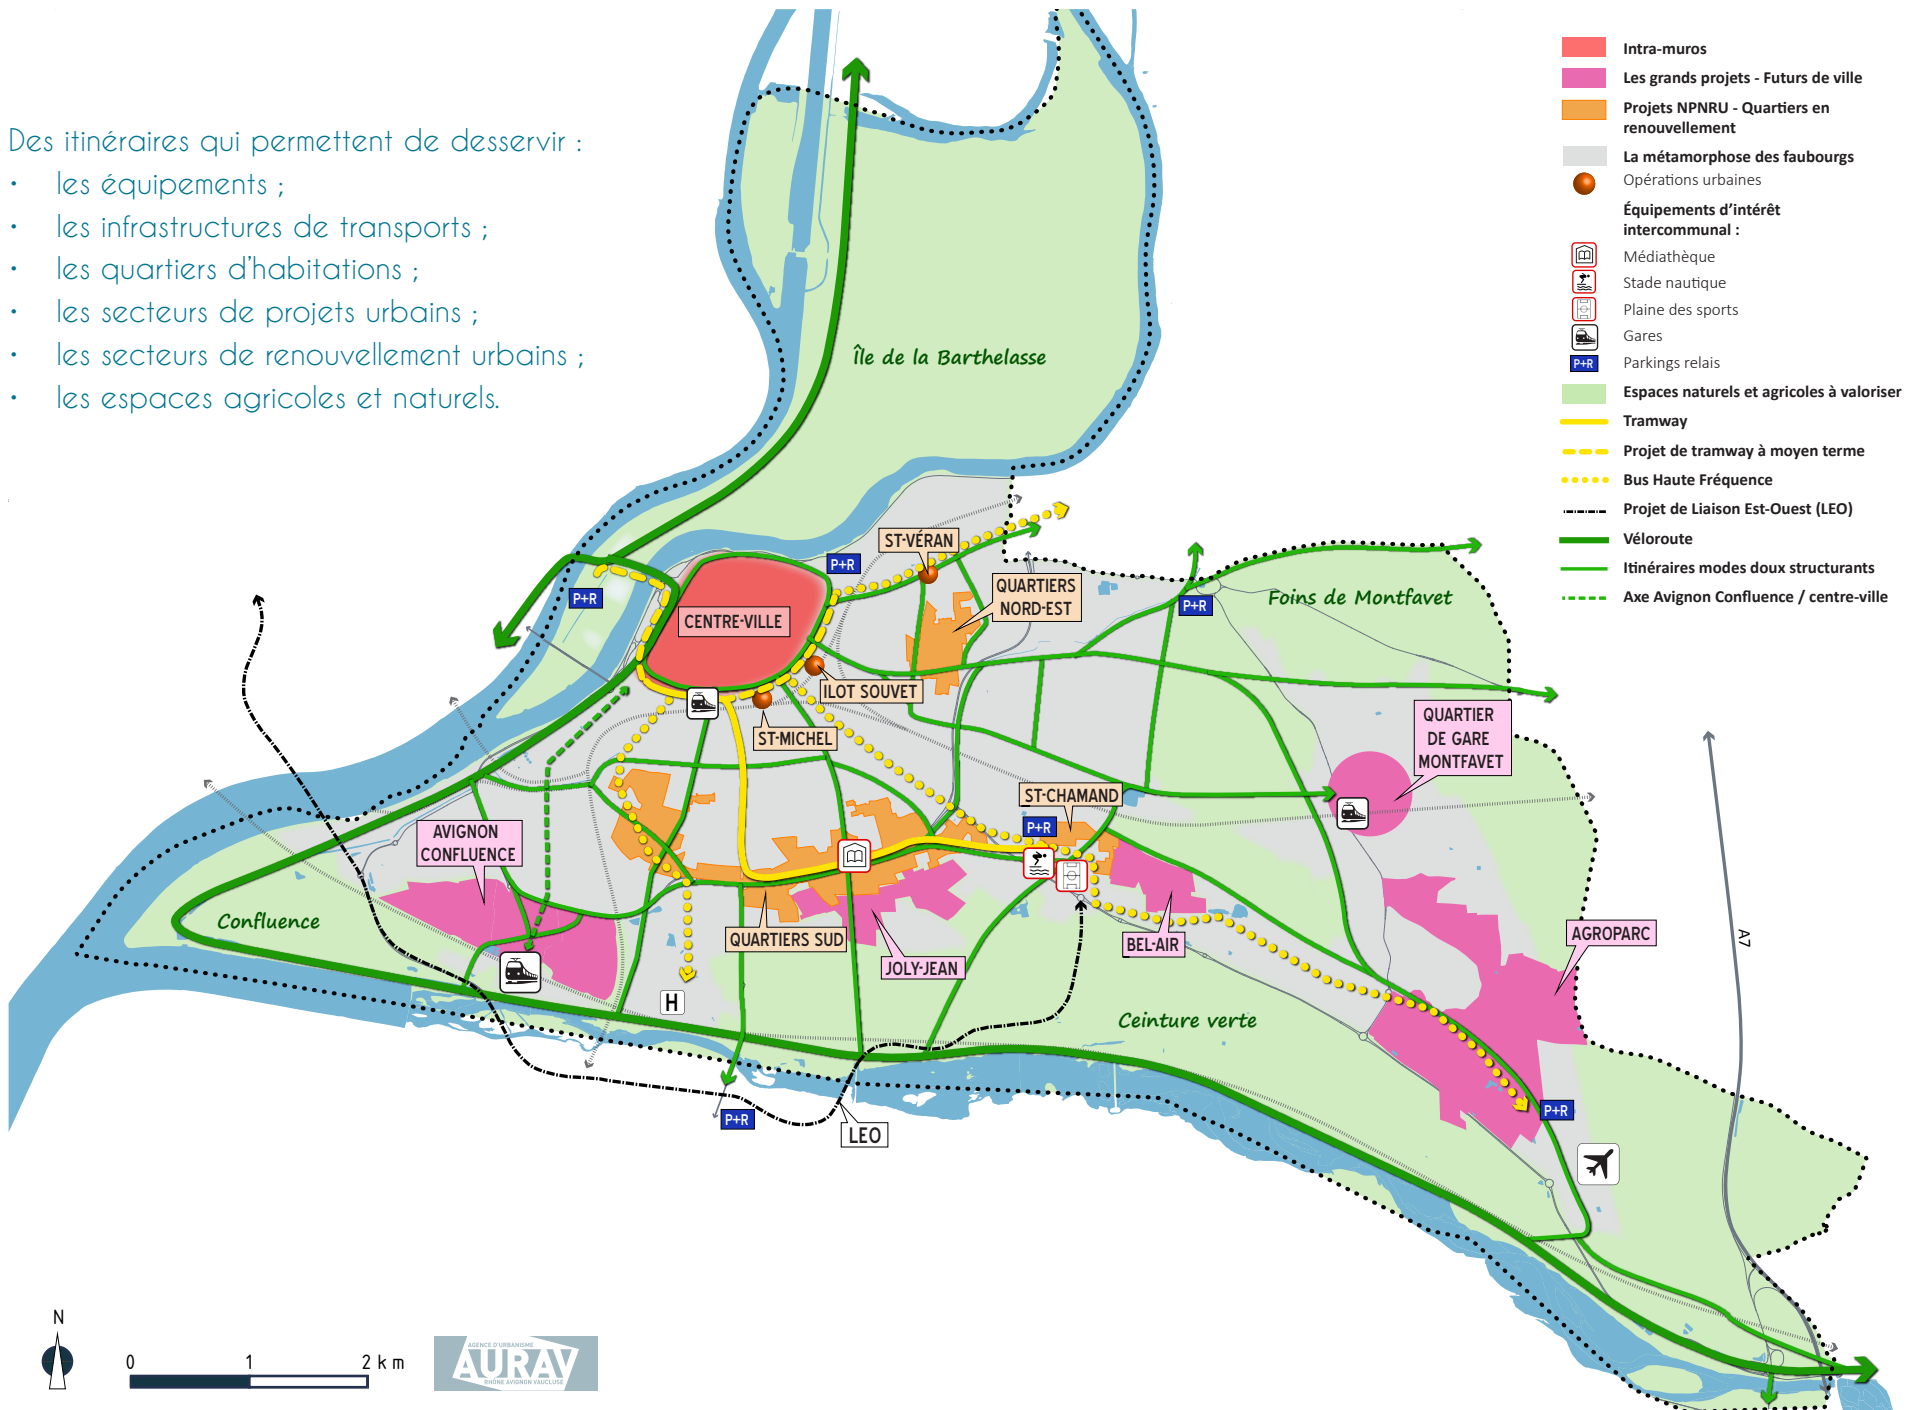 Des itinéraires qui permettent de desservir :
• les équipements ;
• les infrastructures de transports ;
• les quartiers d'habitations ;
• les secteurs de projets urbains ;
• les secteurs de renouvellement urbains ;
• les espaces agricoles et naturels.
Intra-muros
Les grands projets - Futurs de ville
Projets NPNRU - Quartiers en
renouvellement
La métamorphose des faubourgs
Opérations urbaines
Équipements d'intérêt
intercommunal :
Médiathèque
Stade nautique
Plaine des sports
Gares
P+R Parkings relais
Espaces naturels et agricoles à valoriser
Tramway
Projet de tramway à moyen terme
Bus Haute Fréquence
Projet de Liaison Est-Ouest (LEO)
Véloroute
Itinéraires modes doux structurants
Axe Avignon Confluence / centre-ville
Île de la Barthelasse
ST-VÉRAN
P+R
QUARTIERS
NORD-EST
P+R
P+R
Foins de Montfavet
CENTRE-VILLE
ILOT SOUVET
ST-MICHEL
QUARTIER
DE GARE
MONTFAVET
ST-CHAMAND
P+R
AVIGNON
CONFLUENCE
Confluence
QUARTIERS SUD
JOLY-JEAN
BEL-AIR
AGROPARC
A7
H
Ceinture verte
P+R
P+R
LEO
N
0 1 2 km
AGENCE D'URBANISME
AURAV
RHÔNE AVIGNON VAUCLUSE